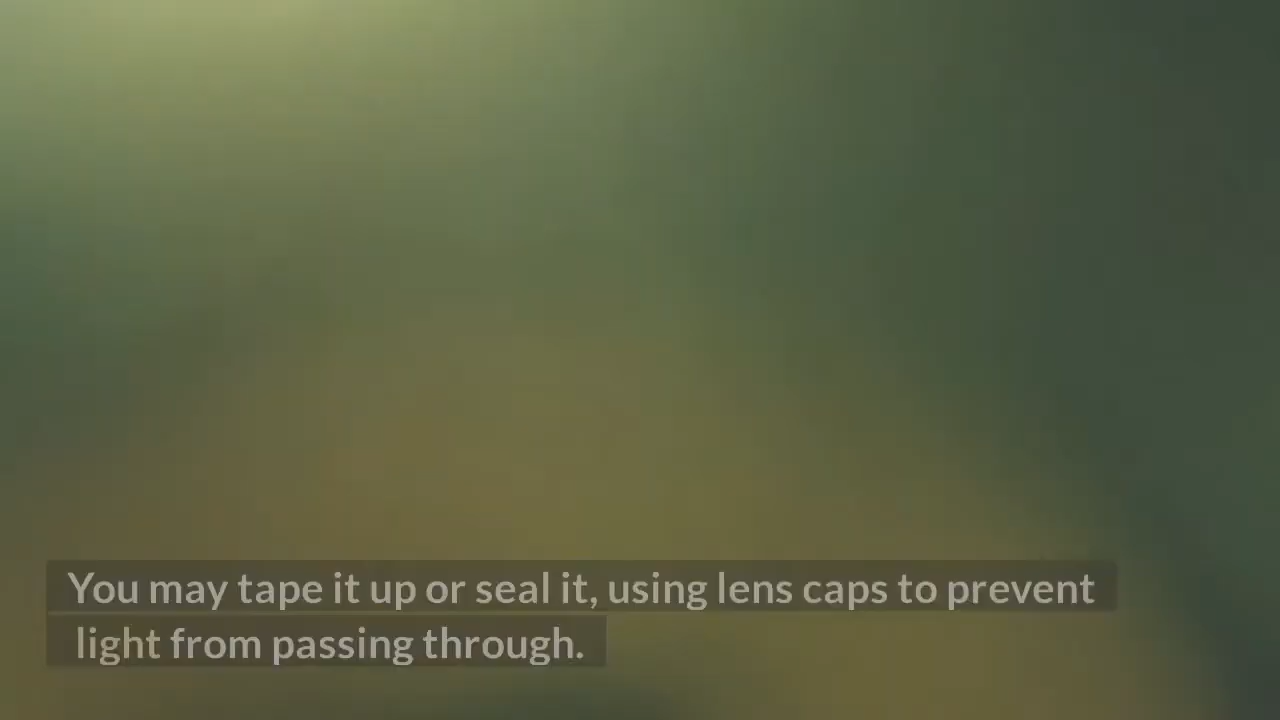 You may tape it up or seal it, using lens caps to prevent
light from passing through.